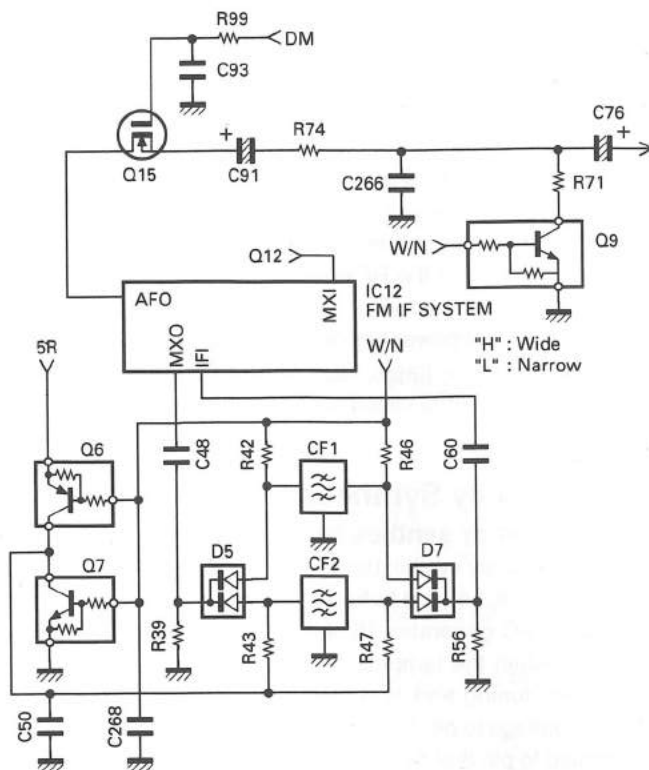 R99
DM
C93
C76
+
+
R74
Q15
C91
C266
R71
W/N
Q9
Q12
AFO
MXI
IC12
FM IF SYSTEM
MXO
IFI
5R
W/N
"H" : Wide
"L" : Narrow
Q6
C48
R42
CF1
R46
C60
D5
CF2
D7
Q7
R39
R43
R47
R56
C50
C268